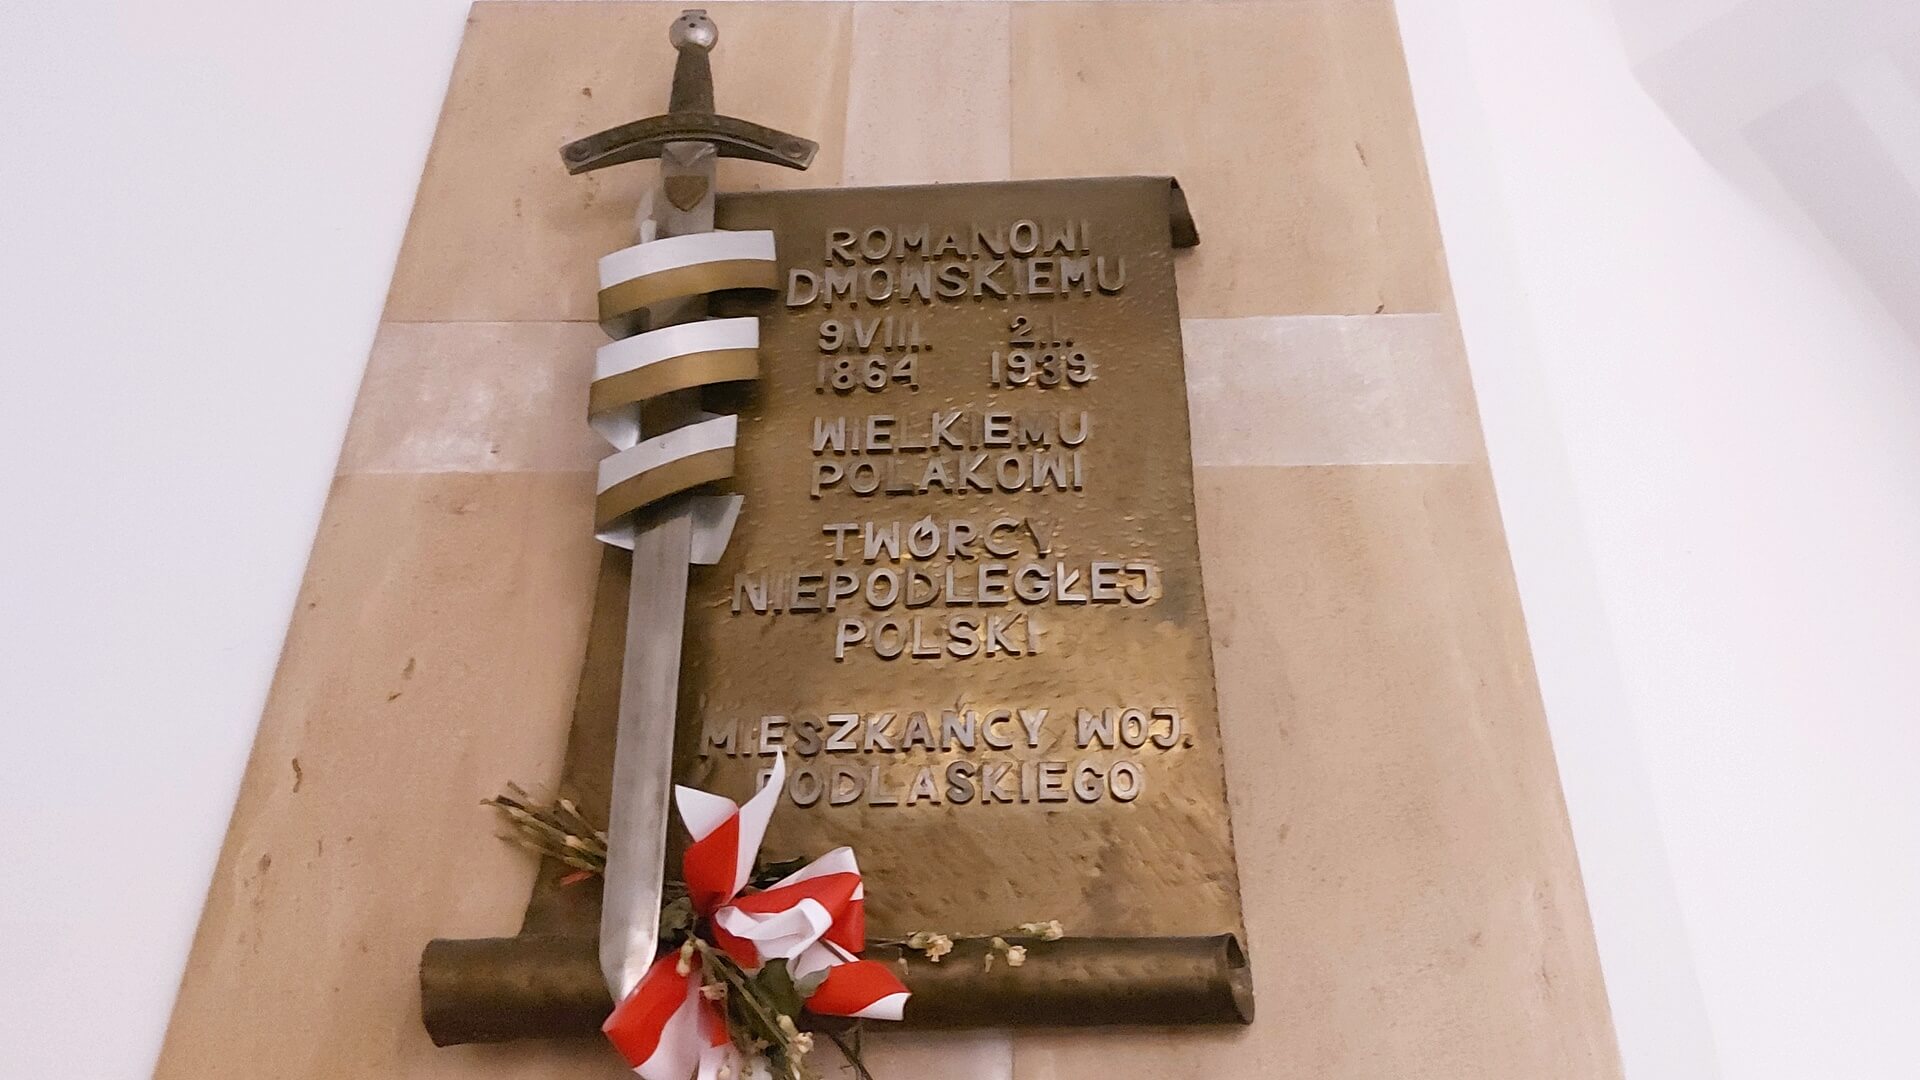 ROMANOWI
DMOWSKIEMU
9.VIII. 2.I.
1864 1939
WIELKIEMU
POLAKOWI
TWÓRCY
NIEPODLEGŁEJ
POLSKI
MIESZKAŃCY WOJ.
PODLASKIEGO